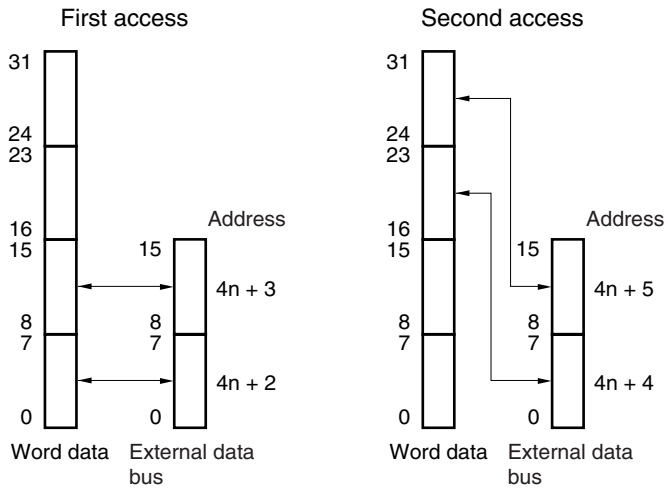 First access
31
24
23
16
15
8
7
0
Address
15
4n + 3
8
7
4n + 2
0
Word data
External data
bus
Second access
31
24
23
16
15
8
7
0
Address
15
4n + 5
8
7
4n + 4
0
Word data
External data
bus